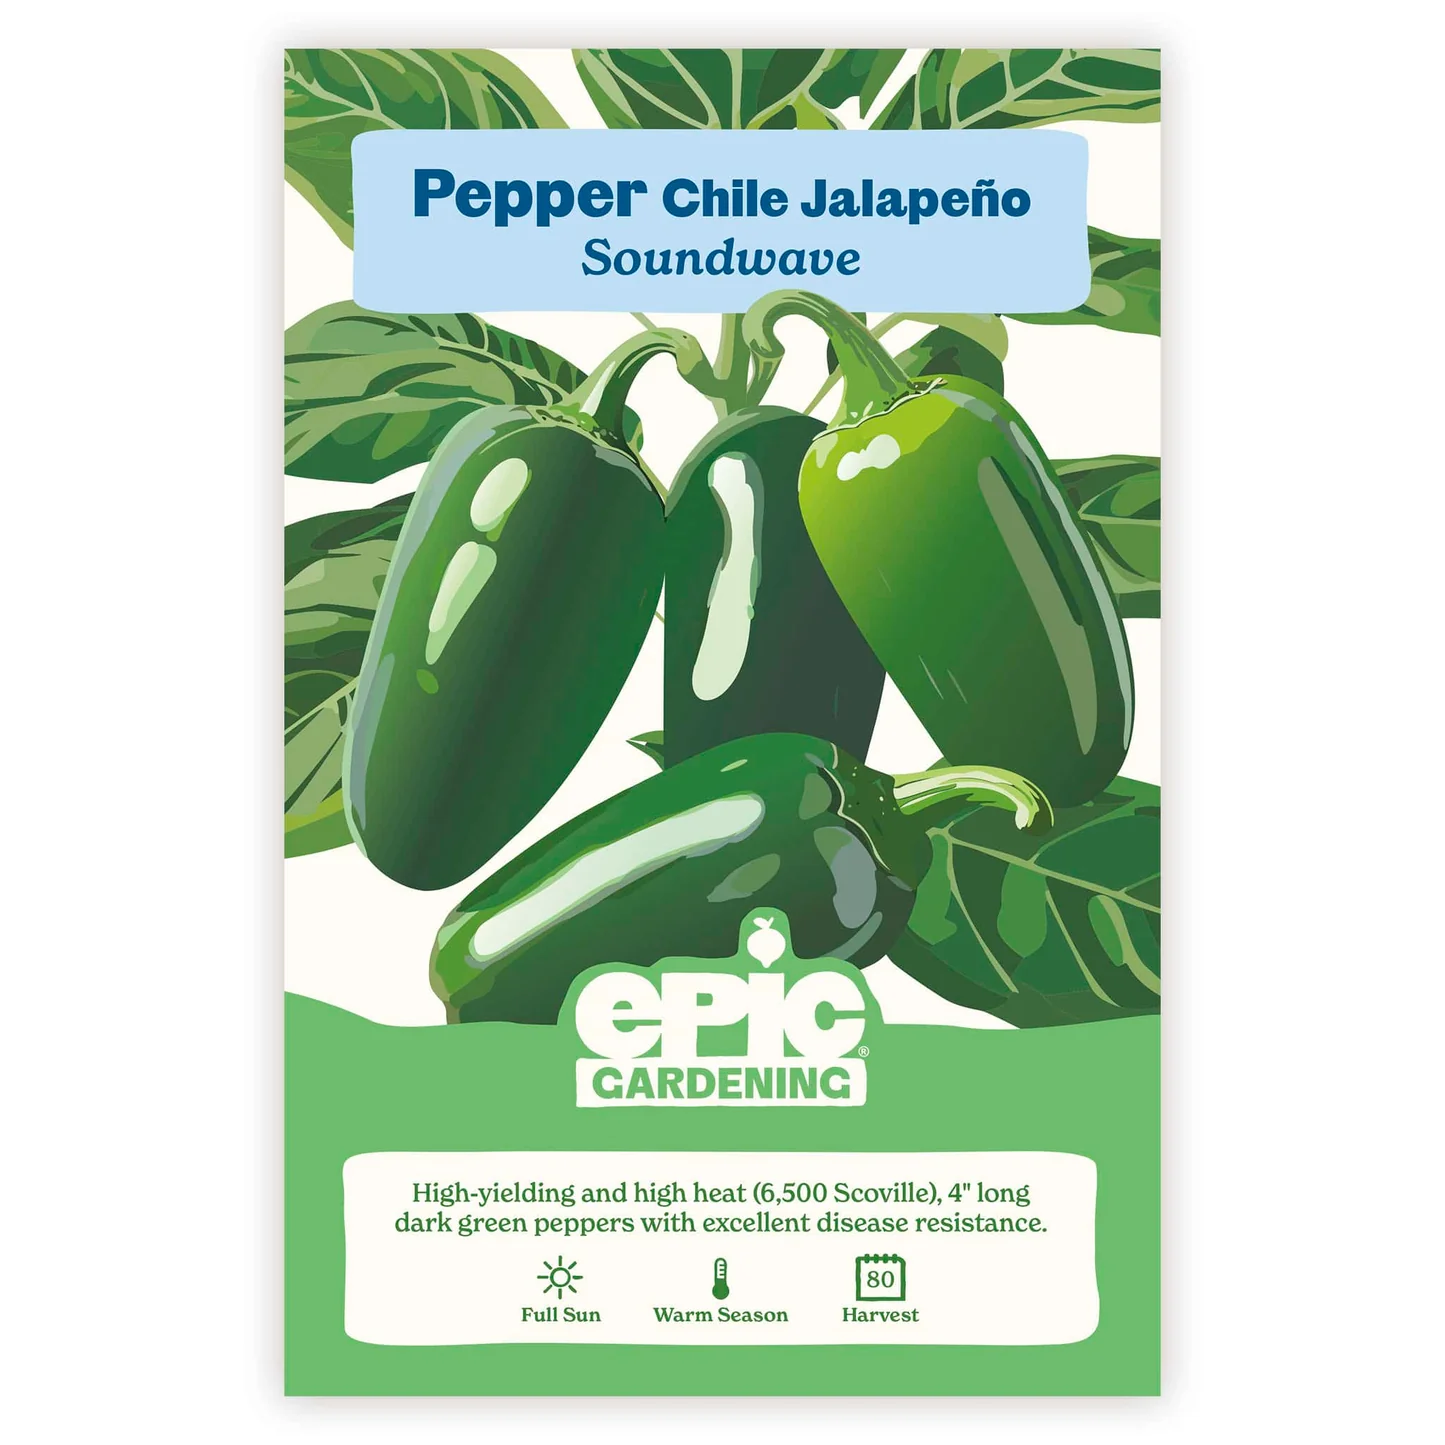 Pepper Chile Jalapeño
Soundwave
epic®
GARDENING
High-yielding and high heat (6,500 Scoville), 4" long
dark green peppers with excellent disease resistance.
80
Full Sun Warm Season Harvest